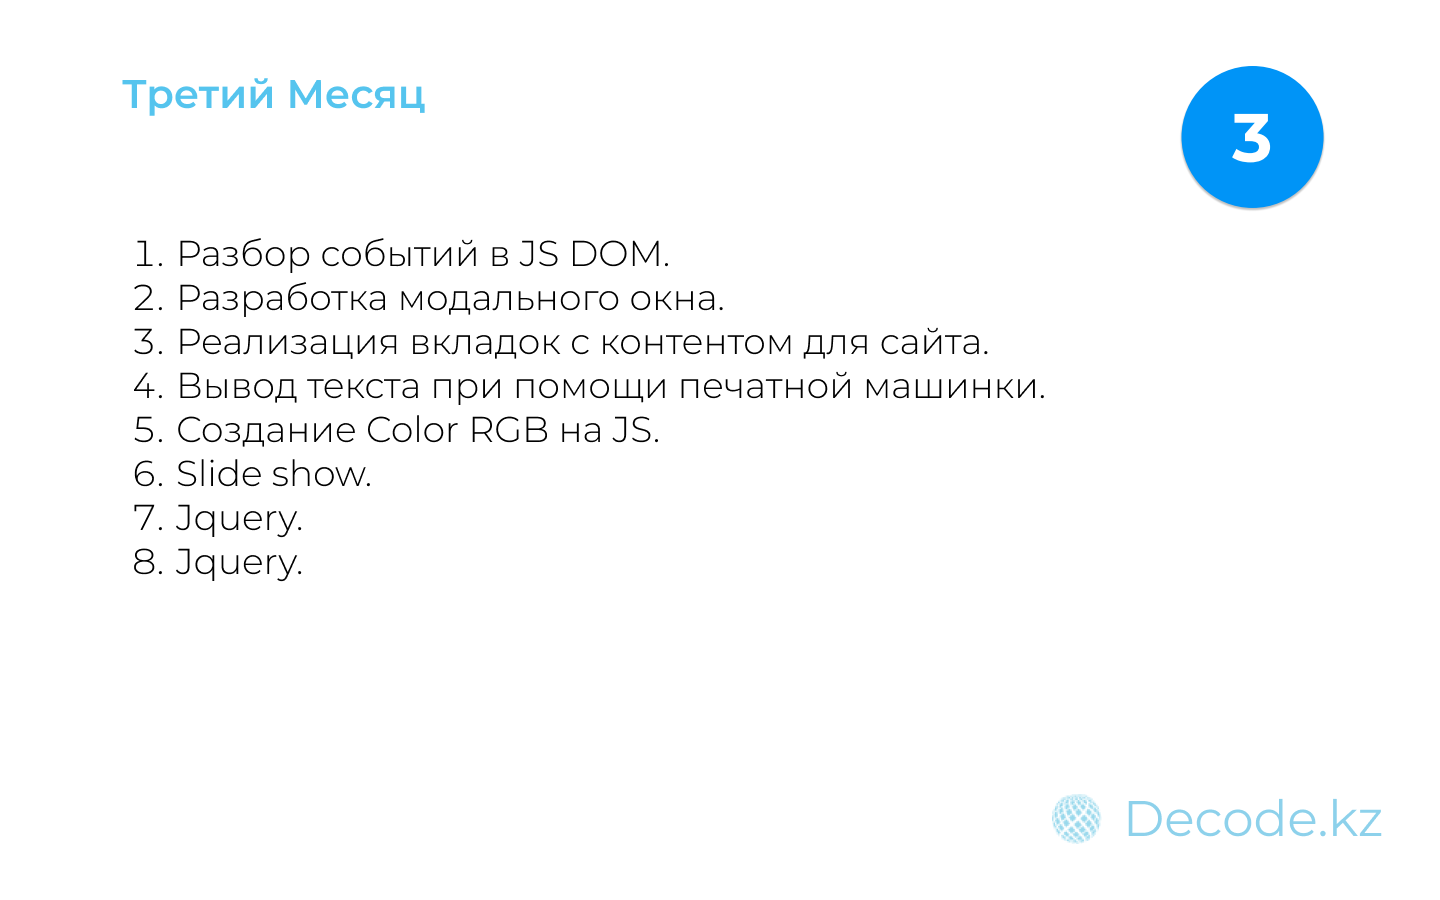 Третий Месяц
3
1. Разбор событий в JS DOM.
2. Разработка модального окна.
3. Реализация вкладок с контентом для сайта.
4. Вывод текста при помощи печатной машинки.
5. Создание Color RGB на JS.
6. Slide show.
7. Jquery.
8. Jquery.
Decode.kz